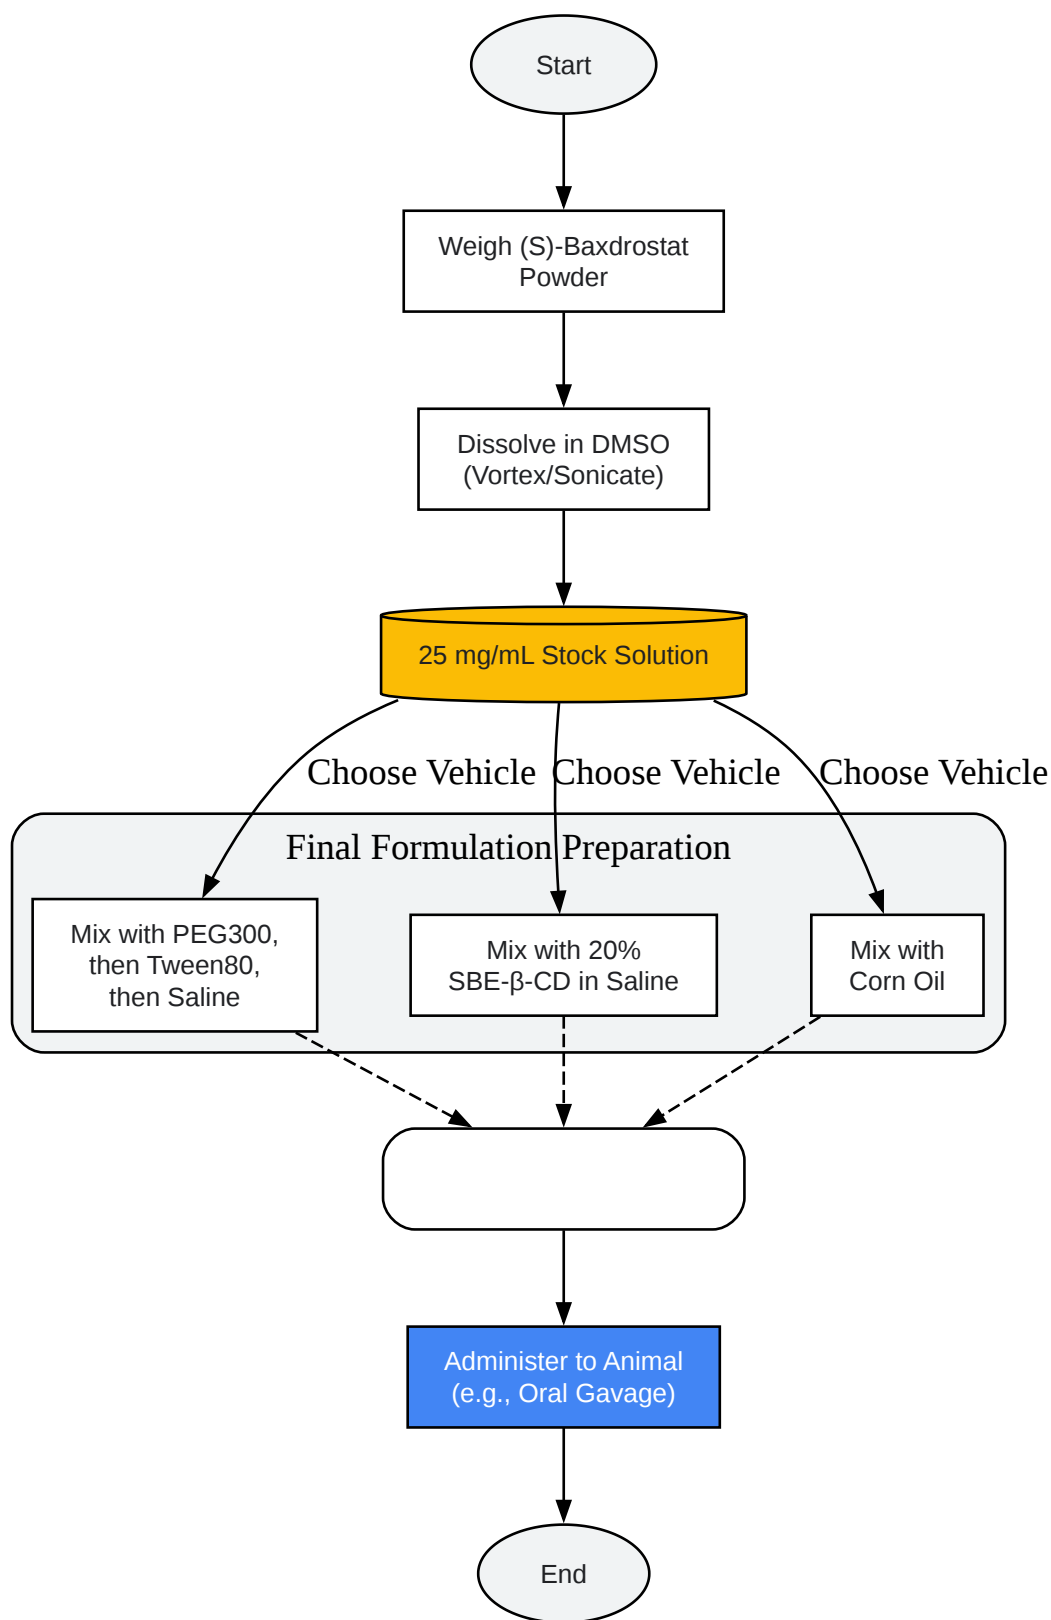 Start
Weigh (S)-Baxdrostat
Powder
Dissolve in DMSO
(Vortex/Sonicate)
25 mg/mL Stock Solution
Choose Vehicle
Choose Vehicle
Choose Vehicle
Final Formulation Preparation
Mix with PEG300,
then Tween80,
then Saline
Mix with 20%
SBE-β-CD in Saline
Mix with
Corn Oil
Administer to Animal
(e.g., Oral Gavage)
End